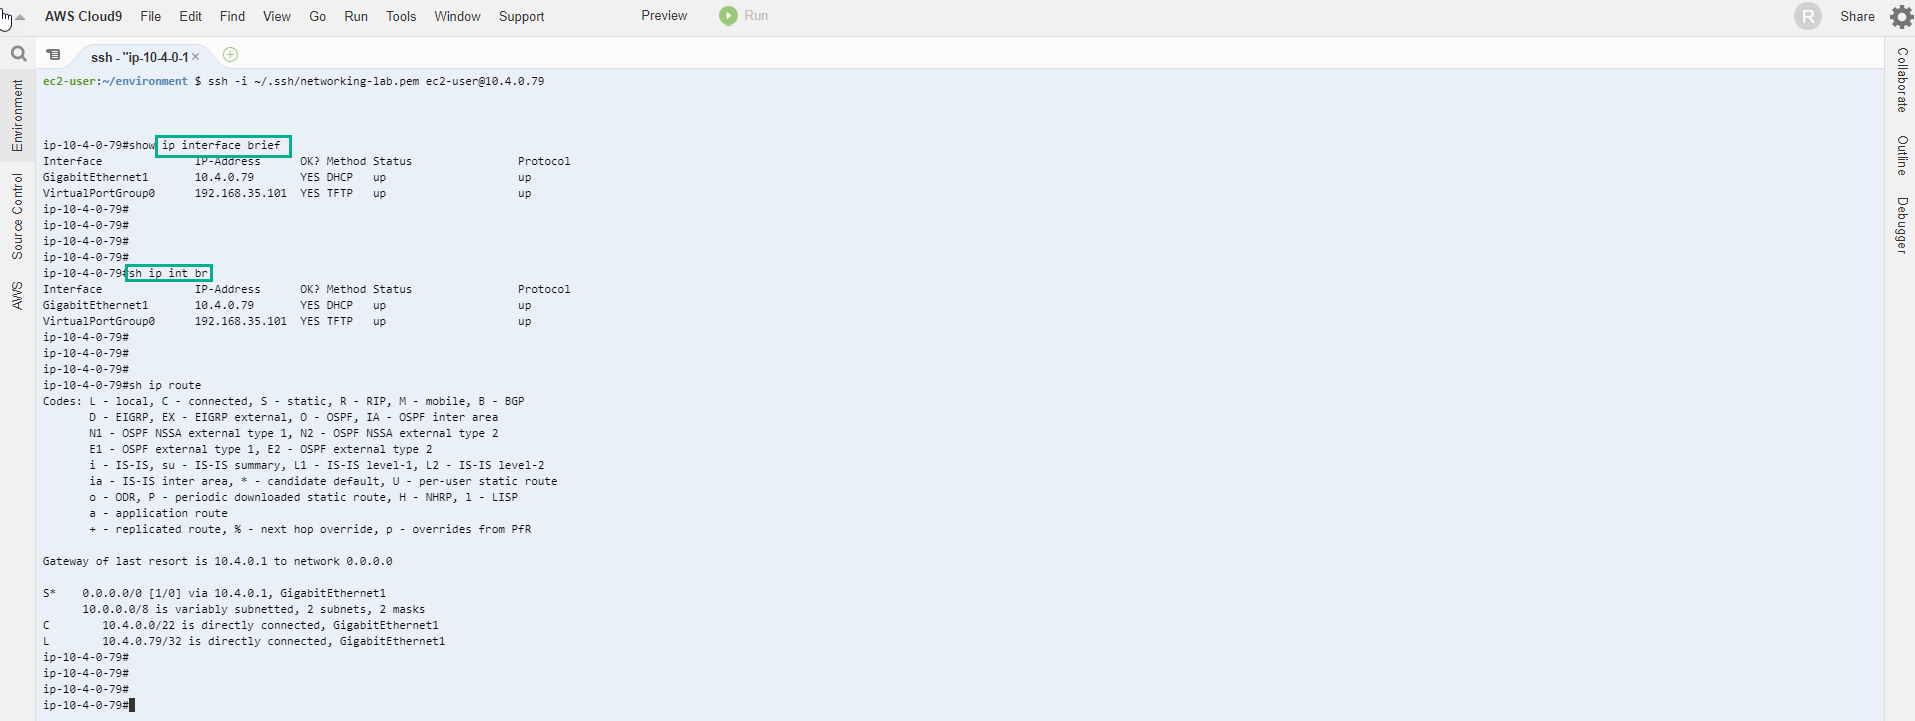 AWS Cloud9 File Edit Find View Go Run Tools Window Support Preview Run R Share
ssh - "ip-10-4-0-1 ×
Environment
Source Control
AWS
Collaborate
Outline
Debugger
ec2-user:~/environment $ ssh -i ~/.ssh/networking-lab.pem ec2-user@10.4.0.79
ip-10-4-0-79#show ip interface brief
Interface              IP-Address      OK? Method Status                Protocol
GigabitEthernet1       10.4.0.79       YES DHCP   up                    up
VirtualPortGroup0      192.168.35.101  YES TFTP   up                    up
ip-10-4-0-79#
ip-10-4-0-79#
ip-10-4-0-79#
ip-10-4-0-79#
ip-10-4-0-79#sh ip int br
Interface              IP-Address      OK? Method Status                Protocol
GigabitEthernet1       10.4.0.79       YES DHCP   up                    up
VirtualPortGroup0      192.168.35.101  YES TFTP   up                    up
ip-10-4-0-79#
ip-10-4-0-79#
ip-10-4-0-79#
ip-10-4-0-79#sh ip route
Codes: L - local, C - connected, S - static, R - RIP, M - mobile, B - BGP
       D - EIGRP, EX - EIGRP external, O - OSPF, IA - OSPF inter area
       N1 - OSPF NSSA external type 1, N2 - OSPF NSSA external type 2
       E1 - OSPF external type 1, E2 - OSPF external type 2
       i - IS-IS, su - IS-IS summary, L1 - IS-IS level-1, L2 - IS-IS level-2
       ia - IS-IS inter area, * - candidate default, U - per-user static route
       o - ODR, P - periodic downloaded static route, H - NHRP, l - LISP
       a - application route
       + - replicated route, % - next hop override, p - overrides from PfR
Gateway of last resort is 10.4.0.1 to network 0.0.0.0
S*    0.0.0.0/0 [1/0] via 10.4.0.1, GigabitEthernet1
      10.0.0.0/8 is variably subnetted, 2 subnets, 2 masks
C        10.4.0.0/22 is directly connected, GigabitEthernet1
L        10.4.0.79/32 is directly connected, GigabitEthernet1
ip-10-4-0-79#
ip-10-4-0-79#
ip-10-4-0-79#
ip-10-4-0-79#